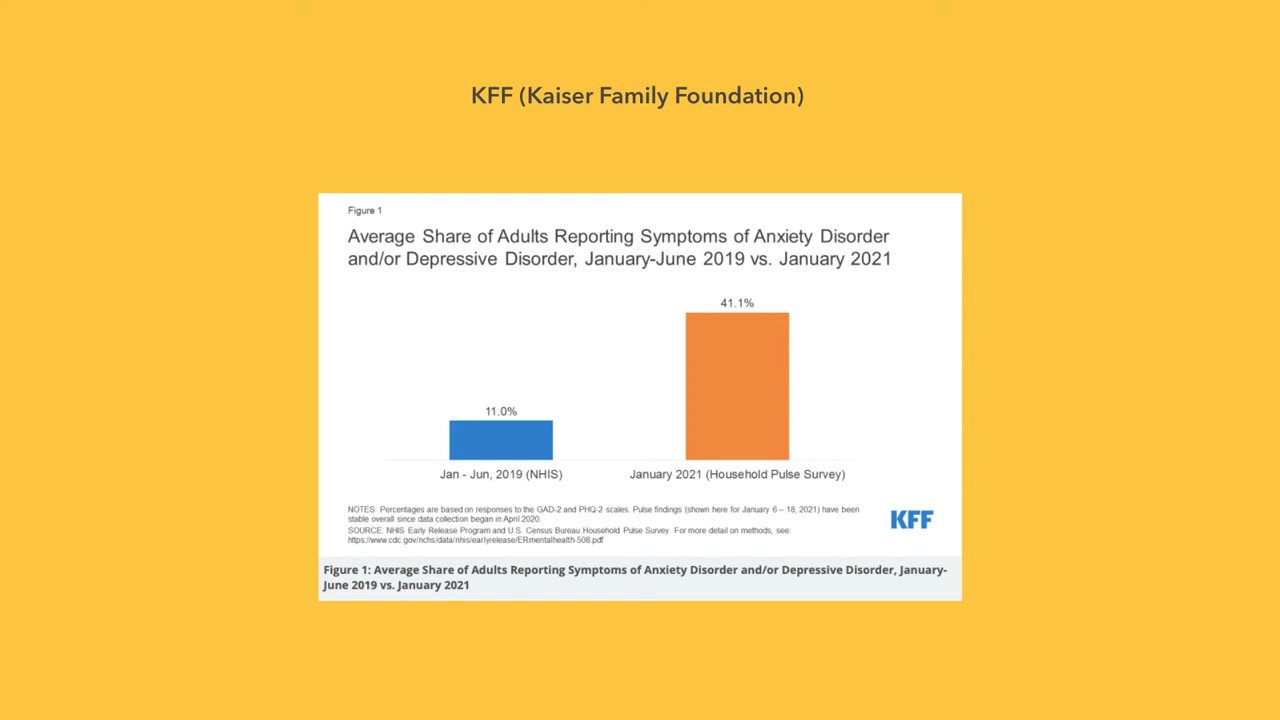 KFF (Kaiser Family Foundation)
Figure 1
Average Share of Adults Reporting Symptoms of Anxiety Disorder
and/or Depressive Disorder, January-June 2019 vs. January 2021
41.1%
11.0%
Jan - Jun, 2019 (NHIS)
January 2021 (Household Pulse Survey)
NOTES: Percentages are based on responses to the GAD-2 and PHQ-2 scales. Pulse findings (shown here for January 6 – 18, 2021) have been
stable overall since data collection began in April 2020.
SOURCE: NHIS Early Release Program and U.S. Census Bureau Household Pulse Survey. For more detail on methods, see:
https://www.cdc.gov/nchs/data/nhis/earlyrelease/ERmentalhealth-508.pdf
KFF
Figure 1: Average Share of Adults Reporting Symptoms of Anxiety Disorder and/or Depressive Disorder, January-
June 2019 vs. January 2021